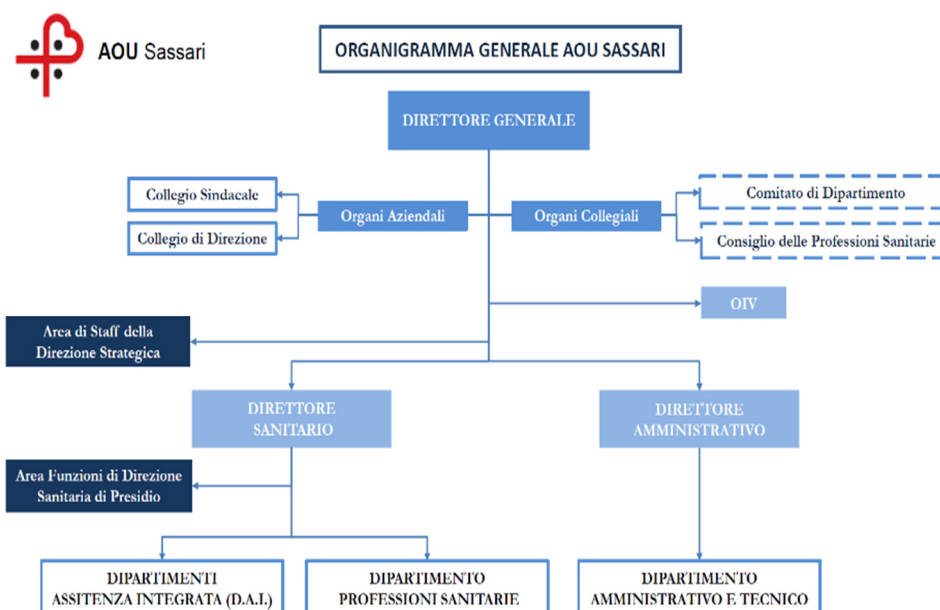 AOU Sassari
ORGANIGRAMMA GENERALE AOU SASSARI
DIRETTORE GENERALE
Collegio Sindacale
Collegio di Direzione
Organi Aziendali
Organi Collegiali
Comitato di Dipartimento
Consiglio delle Professioni Sanitarie
OIV
Area di Staff della
Direzione Strategica
DIRETTORE
SANITARIO
DIRETTORE
AMMINISTRATIVO
Area Funzioni di Direzione
Sanitaria di Presidio
DIPARTIMENTI
ASSITENZA INTEGRATA (D.A.I.)
DIPARTIMENTO
PROFESSIONI SANITARIE
DIPARTIMENTO
AMMINISTRATIVO E TECNICO